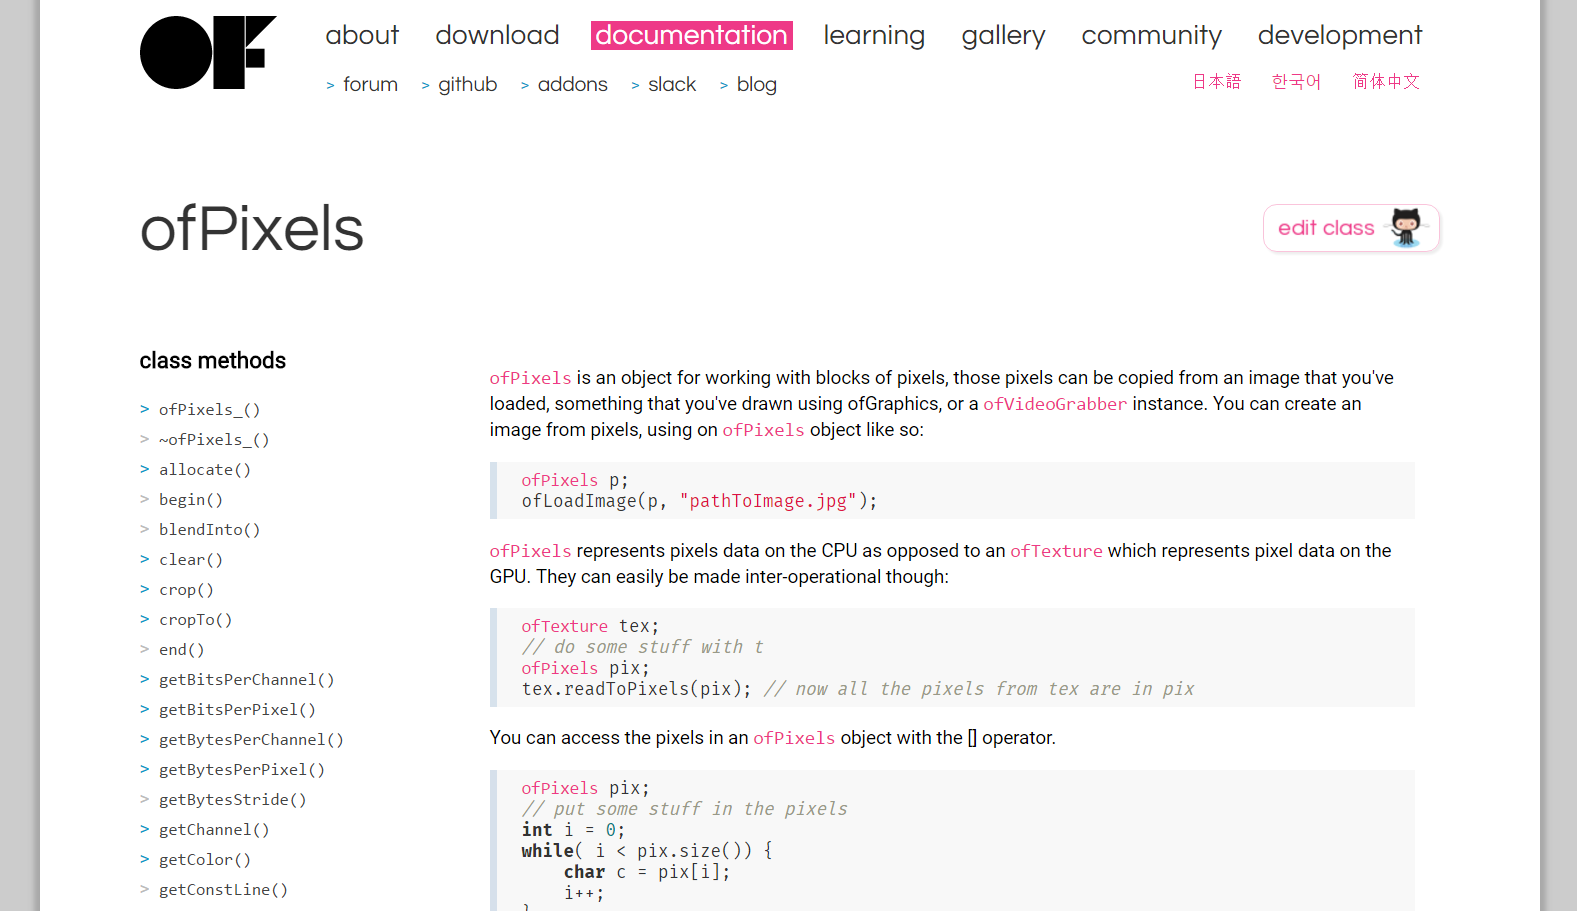 OF
about download documentation learning gallery community development
> forum > github > addons > slack > blog
日本語 한국어 简体中文
ofPixels
edit class
class methods
> ofPixels_()
> ~ofPixels_()
> allocate()
> begin()
> blendInto()
> clear()
> crop()
> cropTo()
> end()
> getBitsPerChannel()
> getBitsPerPixel()
> getBytesPerChannel()
> getBytesPerPixel()
> getBytesStride()
> getChannel()
> getColor()
> getConstLine()
ofPixels is an object for working with blocks of pixels, those pixels can be copied from an image that you've
loaded, something that you've drawn using ofGraphics, or a ofVideoGrabber instance. You can create an
image from pixels, using on ofPixels object like so:
ofPixels p;
ofLoadImage(p, "pathToImage.jpg");
ofPixels represents pixels data on the CPU as opposed to an ofTexture which represents pixel data on the
GPU. They can easily be made inter-operational though:
ofTexture tex;
// do some stuff with t
ofPixels pix;
tex.readToPixels(pix); // now all the pixels from tex are in pix
You can access the pixels in an ofPixels object with the [] operator.
ofPixels pix;
// put some stuff in the pixels
int i = 0;
while( i < pix.size()) {
    char c = pix[i];
    i++;
}